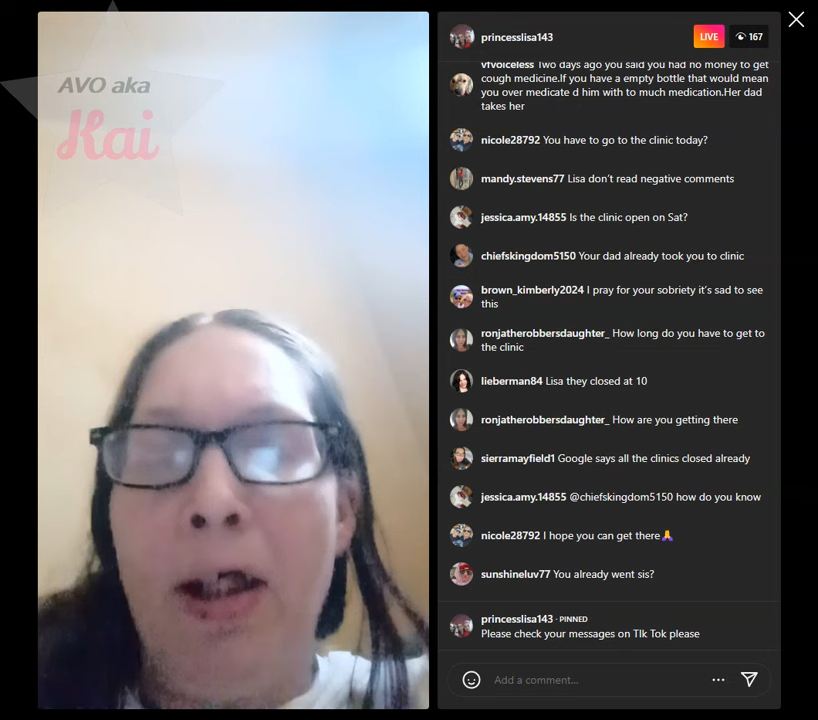 AVO aka
Kai
princesslisa143
LIVE
167
vfvoiceless Two days ago you said you had no money to get
cough medicine.If you have a empty bottle that would mean
you over medicate d him with to much medication.Her dad
takes her
nicole28792 You have to go to the clinic today?
mandy.stevens77 Lisa don't read negative comments
jessica.amy.14855 Is the clinic open on Sat?
chiefskingdom5150 Your dad already took you to clinic
brown_kimberly2024 I pray for your sobriety it's sad to see
this
ronjatherobbersdaughter_ How long do you have to get to
the clinic
lieberman84 Lisa they closed at 10
ronjatherobbersdaughter_ How are you getting there
sierramayfield1 Google says all the clinics closed already
jessica.amy.14855 @chiefskingdom5150 how do you know
nicole28792 I hope you can get there🙏
sunshineluv77 You already went sis?
princesslisa143 · PINNED
Please check your messages on TIk Tok please
Add a comment...